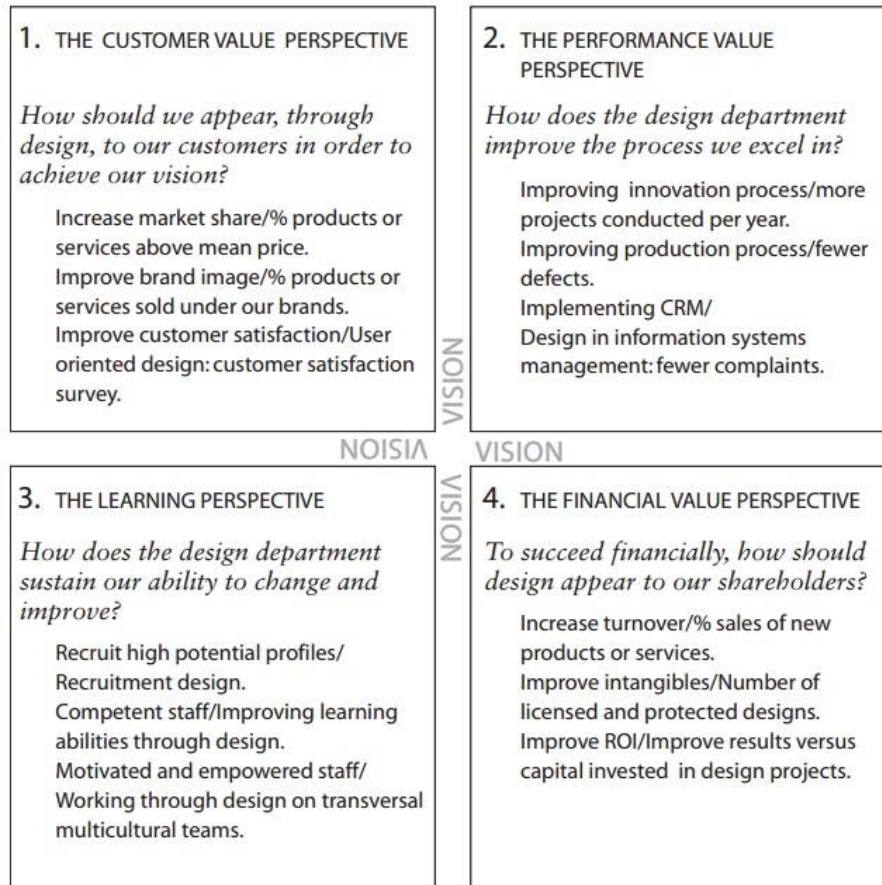 1. THE CUSTOMER VALUE PERSPECTIVE
How should we appear, through
design, to our customers in order to
achieve our vision?
Increase market share/% products or
services above mean price.
Improve brand image/% products or
services sold under our brands.
Improve customer satisfaction/User
oriented design: customer satisfaction
survey.
2. THE PERFORMANCE VALUE
PERSPECTIVE
How does the design department
improve the process we excel in?
Improving innovation process/more
projects conducted per year.
Improving production process/fewer
defects.
Implementing CRM/
Design in information systems
management: fewer complaints.
VISION
VISION
VISION
VISION
3. THE LEARNING PERSPECTIVE
How does the design department
sustain our ability to change and
improve?
Recruit high potential profiles/
Recruitment design.
Competent staff/Improving learning
abilities through design.
Motivated and empowered staff/
Working through design on transversal
multicultural teams.
4. THE FINANCIAL VALUE PERSPECTIVE
To succeed financially, how should
design appear to our shareholders?
Increase turnover/% sales of new
products or services.
Improve intangibles/Number of
licensed and protected designs.
Improve ROI/Improve results versus
capital invested in design projects.